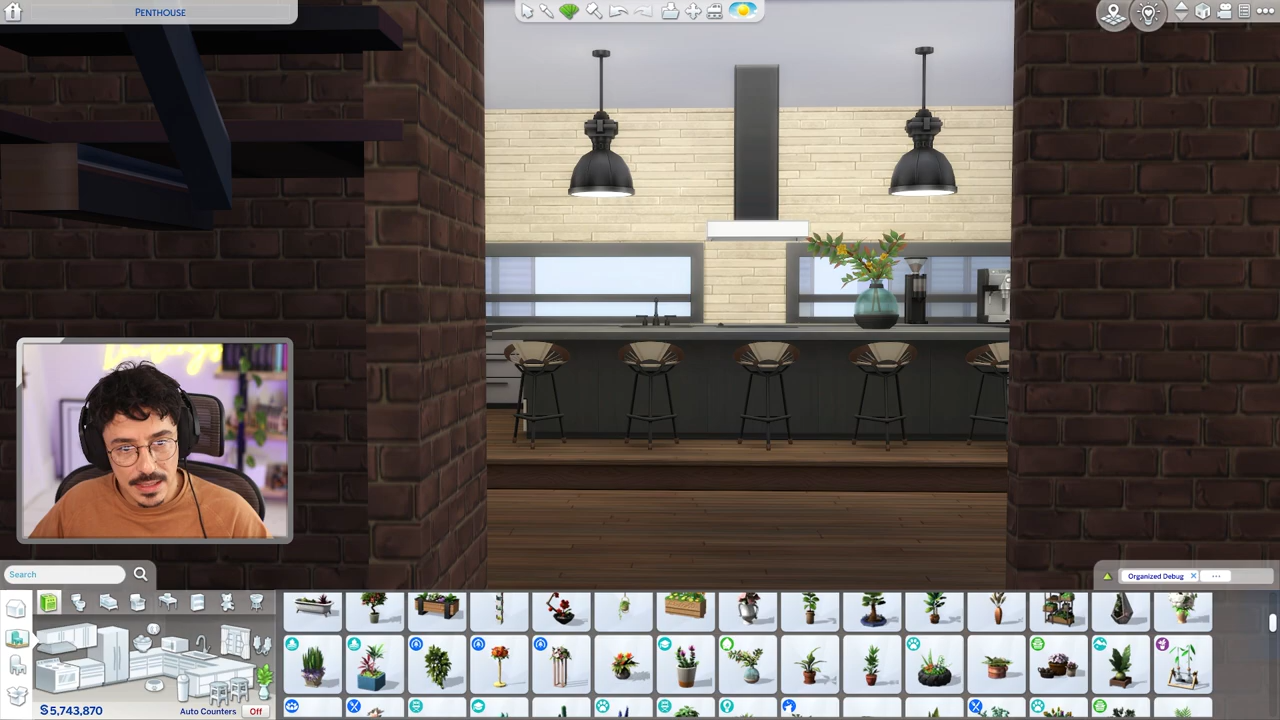 PENTHOUSE
Search
Organized Debug
§5,743,870
Auto Counters
Off